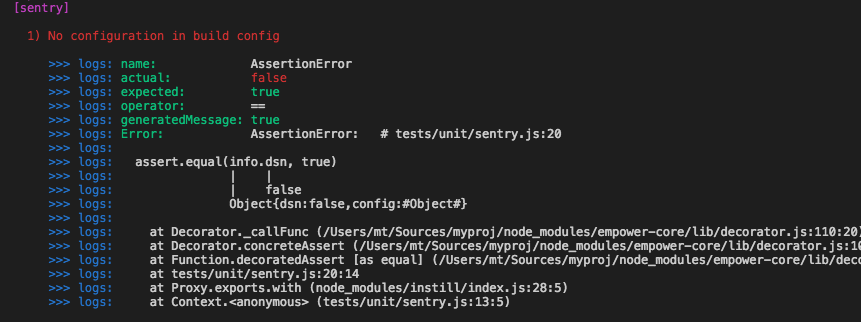 [sentry]
1) No configuration in build config
>>> logs: name: AssertionError
>>> logs: actual: false
>>> logs: expected: true
>>> logs: operator: ==
>>> logs: generatedMessage: true
>>> logs: Error: AssertionError: # tests/unit/sentry.js:20
>>> logs:
>>> logs: assert.equal(info.dsn, true)
>>> logs: | |
>>> logs: | false
>>> logs: Object{dsn:false,config:#Object#}
>>> logs:
>>> logs: at Decorator._callFunc (/Users/mt/Sources/myproj/node_modules/empower-core/lib/decorator.js:110:20)
>>> logs: at Decorator.concreteAssert (/Users/mt/Sources/myproj/node_modules/empower-core/lib/decorator.js:10
>>> logs: at Function.decoratedAssert [as equal] (/Users/mt/Sources/myproj/node_modules/empower-core/lib/deco
>>> logs: at tests/unit/sentry.js:20:14
>>> logs: at Proxy.exports.with (node_modules/instill/index.js:28:5)
>>> logs: at Context.<anonymous> (tests/unit/sentry.js:13:5)